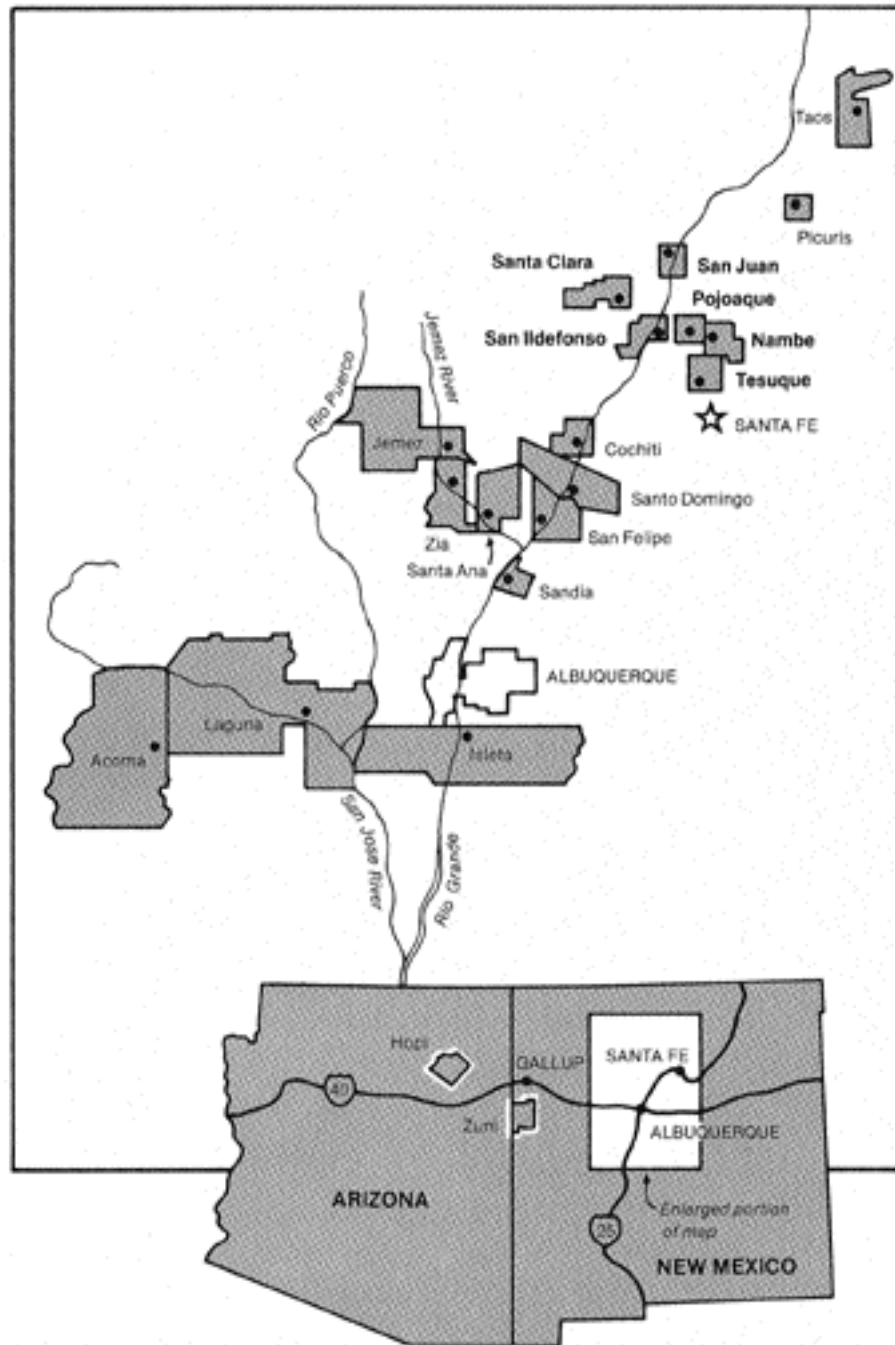 Taos
Picuris
Santa Clara
San Juan
Pojoaque
San Ildefonso
Nambe
Tesuque
SANTA FE
Jemez River
Rio Puerco
Jemez
Cochiti
Santo Domingo
Zia
San Felipe
Santa Ana
Sandia
ALBUQUERQUE
Laguna
Acoma
Isleta
San Jose River
Rio Grande
Hopi
GALLUP
SANTA FE
40
Zuni
ALBUQUERQUE
ARIZONA
Enlarged portion
of map
25
NEW MEXICO